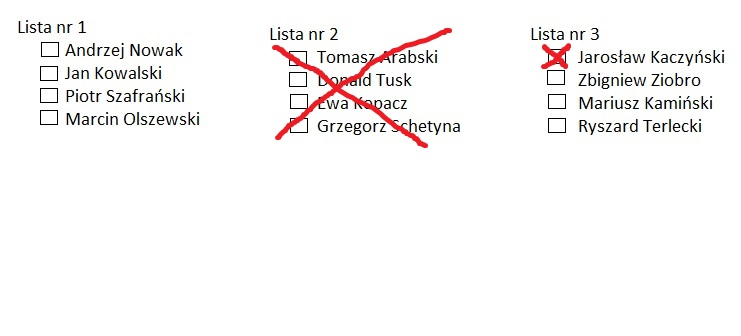 Lista nr 1
Andrzej Nowak
Jan Kowalski
Piotr Szafrański
Marcin Olszewski
Lista nr 2
Tomasz Arabski
Donald Tusk
Ewa Kopacz
Grzegorz Schetyna
Lista nr 3
Jarosław Kaczyński
Zbigniew Ziobro
Mariusz Kamiński
Ryszard Terlecki